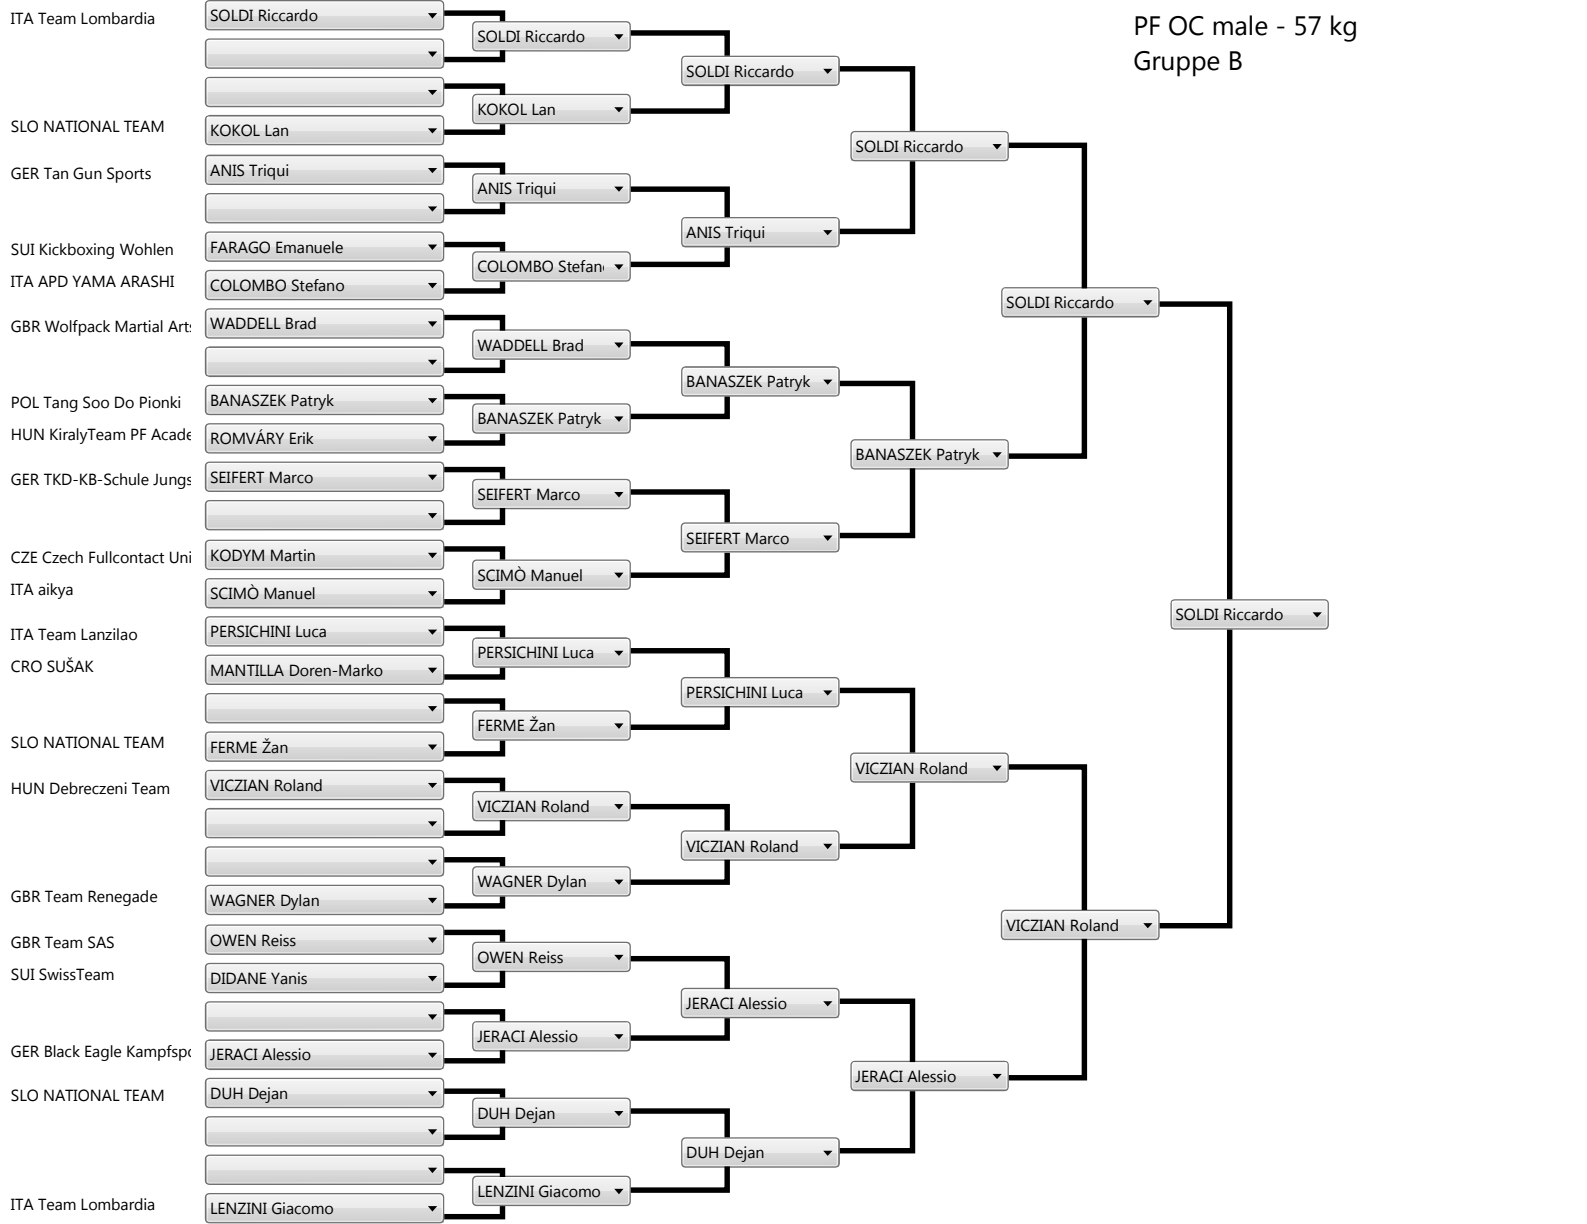 PF OC male - 57 kg
Gruppe B
ITA Team Lombardia
SOLDI Riccardo
SOLDI Riccardo
SOLDI Riccardo
KOKOL Lan
SLO NATIONAL TEAM
KOKOL Lan
SOLDI Riccardo
GER Tan Gun Sports
ANIS Triqui
ANIS Triqui
ANIS Triqui
SUI Kickboxing Wohlen
FARAGO Emanuele
COLOMBO Stefan
ITA APD YAMA ARASHI
COLOMBO Stefano
SOLDI Riccardo
GBR Wolfpack Martial Arts
WADDELL Brad
WADDELL Brad
BANASZEK Patryk
POL Tang Soo Do Pionki
BANASZEK Patryk
BANASZEK Patryk
HUN KiralyTeam PF Acade
ROMVÁRY Erik
BANASZEK Patryk
GER TKD-KB-Schule Jungs
SEIFERT Marco
SEIFERT Marco
SEIFERT Marco
CZE Czech Fullcontact Uni
KODYM Martin
SCIMÒ Manuel
ITA aikya
SCIMÒ Manuel
SOLDI Riccardo
ITA Team Lanzilao
PERSICHINI Luca
PERSICHINI Luca
CRO SUŠAK
MANTILLA Doren-Marko
PERSICHINI Luca
FERME Žan
SLO NATIONAL TEAM
FERME Žan
VICZIAN Roland
HUN Debreczeni Team
VICZIAN Roland
VICZIAN Roland
VICZIAN Roland
WAGNER Dylan
GBR Team Renegade
WAGNER Dylan
VICZIAN Roland
GBR Team SAS
OWEN Reiss
OWEN Reiss
SUI SwissTeam
DIDANE Yanis
JERACI Alessio
JERACI Alessio
GER Black Eagle Kampfspo
JERACI Alessio
JERACI Alessio
SLO NATIONAL TEAM
DUH Dejan
DUH Dejan
DUH Dejan
LENZINI Giacomo
ITA Team Lombardia
LENZINI Giacomo